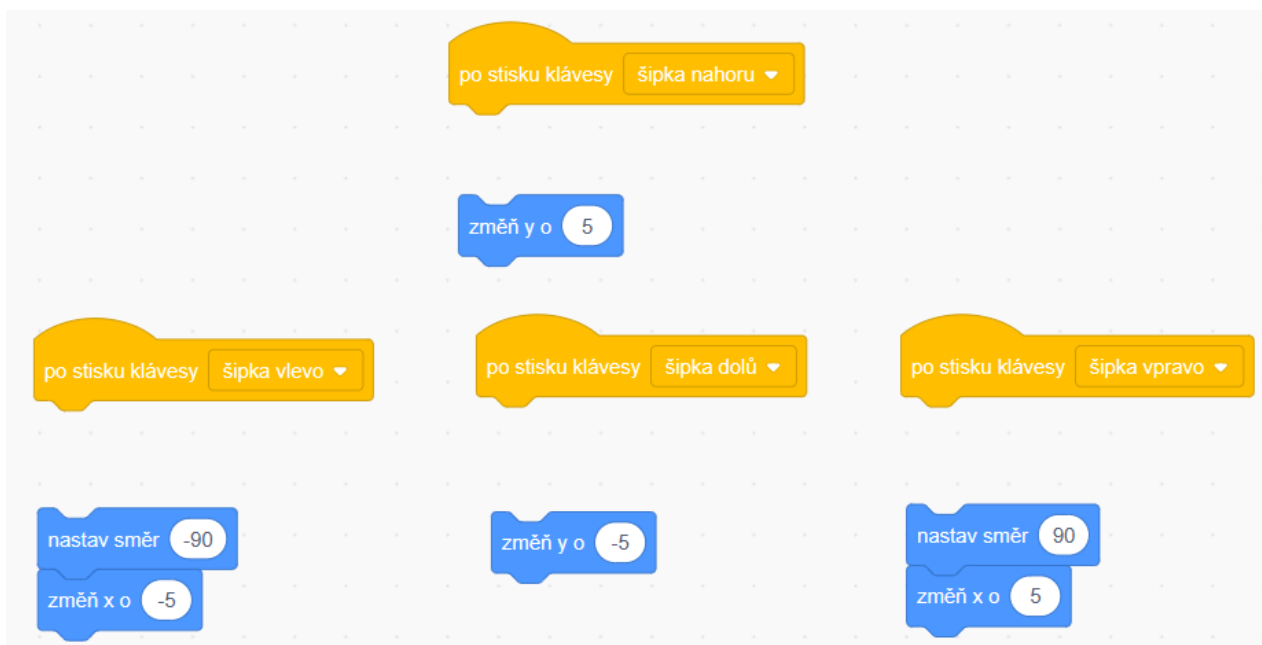 po stisku klávesy šipka nahoru
změň y o 5
po stisku klávesy šipka vlevo
po stisku klávesy šipka dolů
po stisku klávesy šipka vpravo
nastav směr -90
změň x o -5
změň y o -5
nastav směr 90
změň x o 5